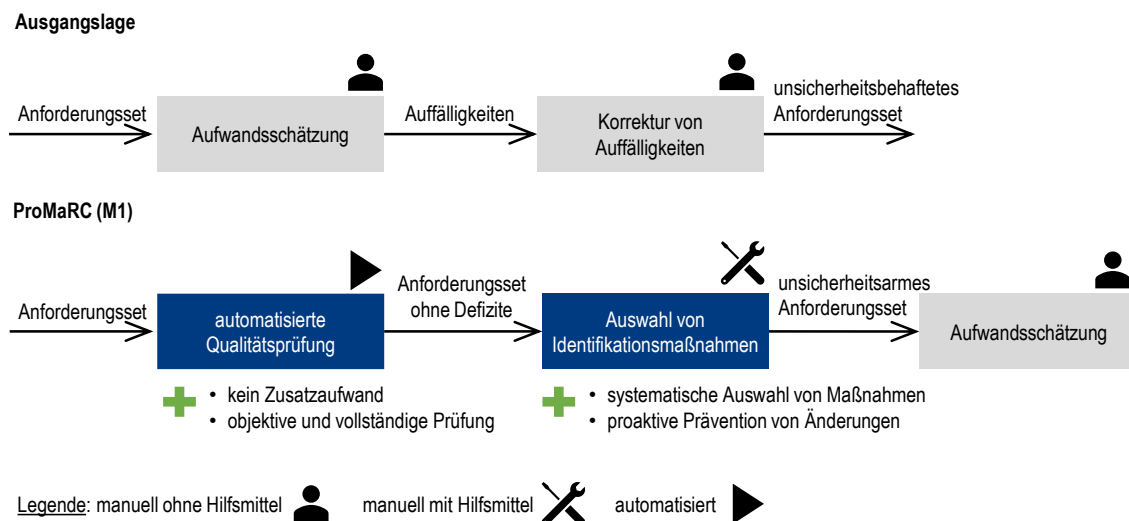 Ausgangslage
Anforderungsset
Aufwandsschätzung
Auffälligkeiten
Korrektur von
Auffälligkeiten
unsicherheitsbehaftetes
Anforderungsset
ProMaRC (M1)
Anforderungsset
automatisierte
Qualitätsprüfung
Anforderungsset
ohne Defizite
Auswahl von
Identifikationsmaßnahmen
unsicherheitsarmes
Anforderungsset
Aufwandsschätzung
• kein Zusatzaufwand
• objektive und vollständige Prüfung
• systematische Auswahl von Maßnahmen
• proaktive Prävention von Änderungen
Legende: manuell ohne Hilfsmittel manuell mit Hilfsmittel automatisiert